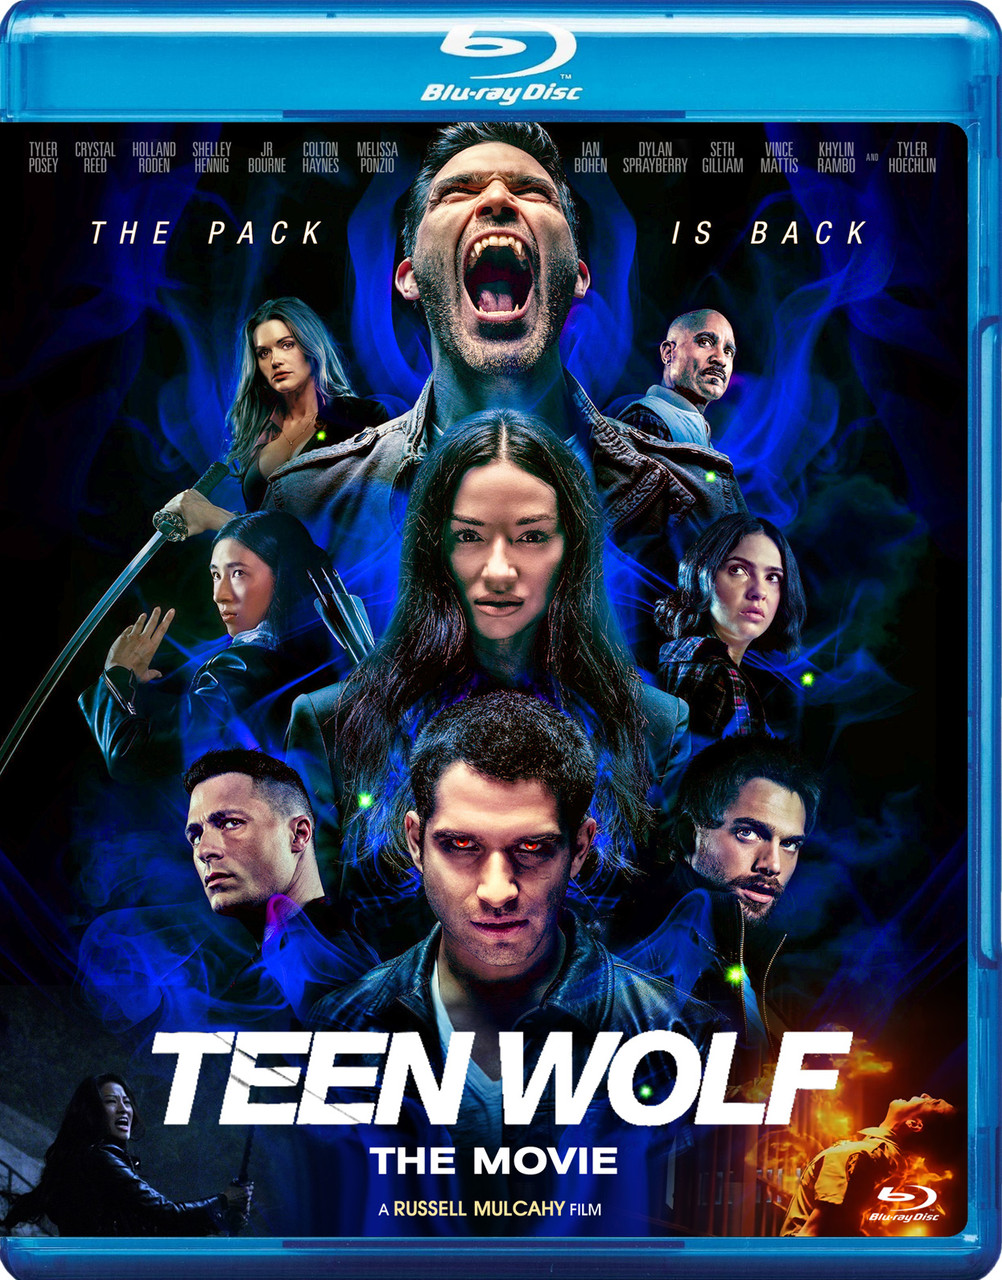 Blu-ray Disc™
TYLER CRYSTAL HOLLAND SHELLEY JR COLTON MELISSA IAN DYLAN SETH VINCE KHYLIN AND TYLER
POSEY REED RODEN HENNIG BOURNE HAYNES PONZIO BOHEN SPRAYBERRY GILLIAM MATTIS RAMBO HOECHLIN
THE PACK IS BACK
TEEN WOLF
THE MOVIE
A RUSSELL MULCAHY FILM
Blu-ray Disc